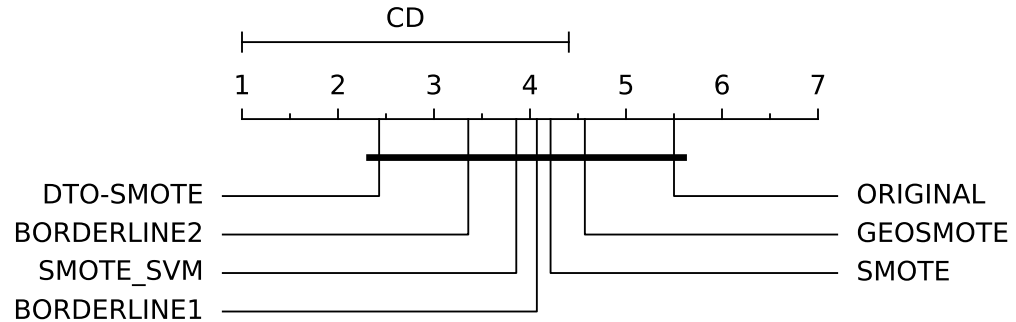 CD
1 2 3 4 5 6 7
DTO-SMOTE ORIGINAL
BORDERLINE2 GEOSMOTE
SMOTE_SVM SMOTE
BORDERLINE1